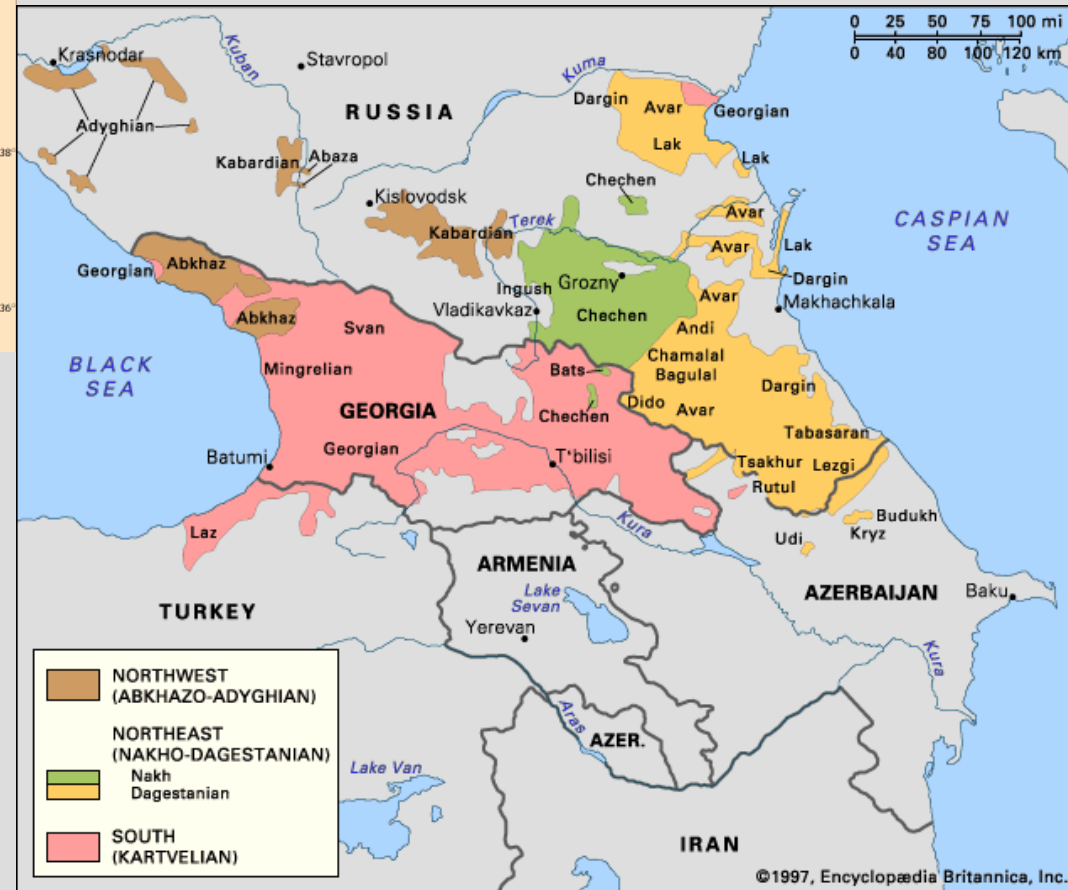 0 25 50 75 100 mi
0 40 80 100 120 km
Krasnodar
Kuban
Stavropol
Kuma
RUSSIA
Dargin
Avar
Georgian
Adyghian
Lak
38°
Kabardian
Abaza
Lak
Chechen
Kislovodsk
Avar
CASPIAN
SEA
Terek
Kabardian
Avar
Lak
Georgian
Abkhaz
Dargin
Ingush
Grozny
Avar
Makhachkala
36°
Abkhaz
Vladikavkaz
Chechen
Svan
Andi
BLACK
SEA
Mingrelian
Bats
Chamalal
Bagulal
Dargin
GEORGIA
Chechen
Dido
Avar
Tabasaran
Georgian
Batumi
T'bilisi
Tsakhur
Lezgi
Rutul
Laz
Kura
Budukh
Kryz
Udi
ARMENIA
Lake
Sevan
AZERBAIJAN
Baku
TURKEY
Yerevan
Kura
NORTHWEST
(ABKHAZO-ADYGHIAN)
NORTHEAST
(NAKHO-DAGESTANIAN)
Nakh
Dagestanian
SOUTH
(KARTVELIAN)
Aras
AZER.
Lake Van
IRAN
©1997, Encyclopædia Britannica, Inc.